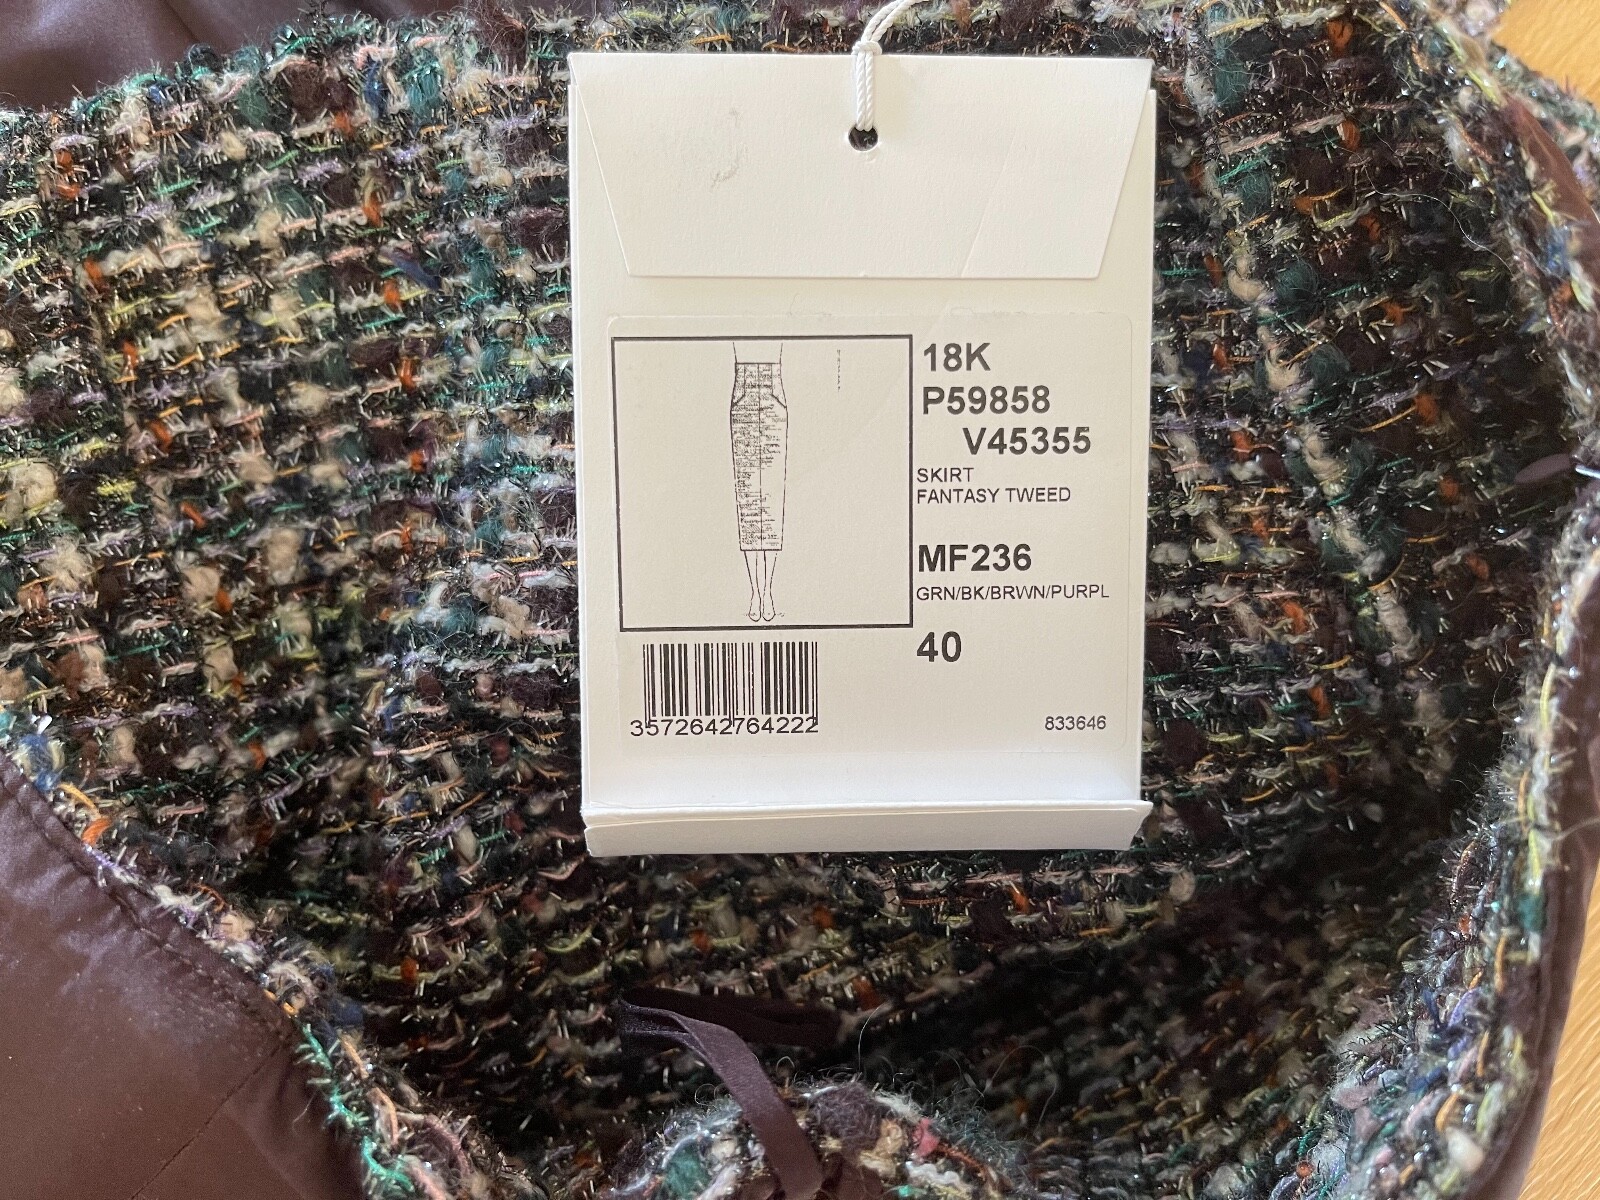 18K
P59858
V45355
SKIRT
FANTASY TWEED
MF236
GRN/BK/BRWN/PURPL
40
3572642764222
833646